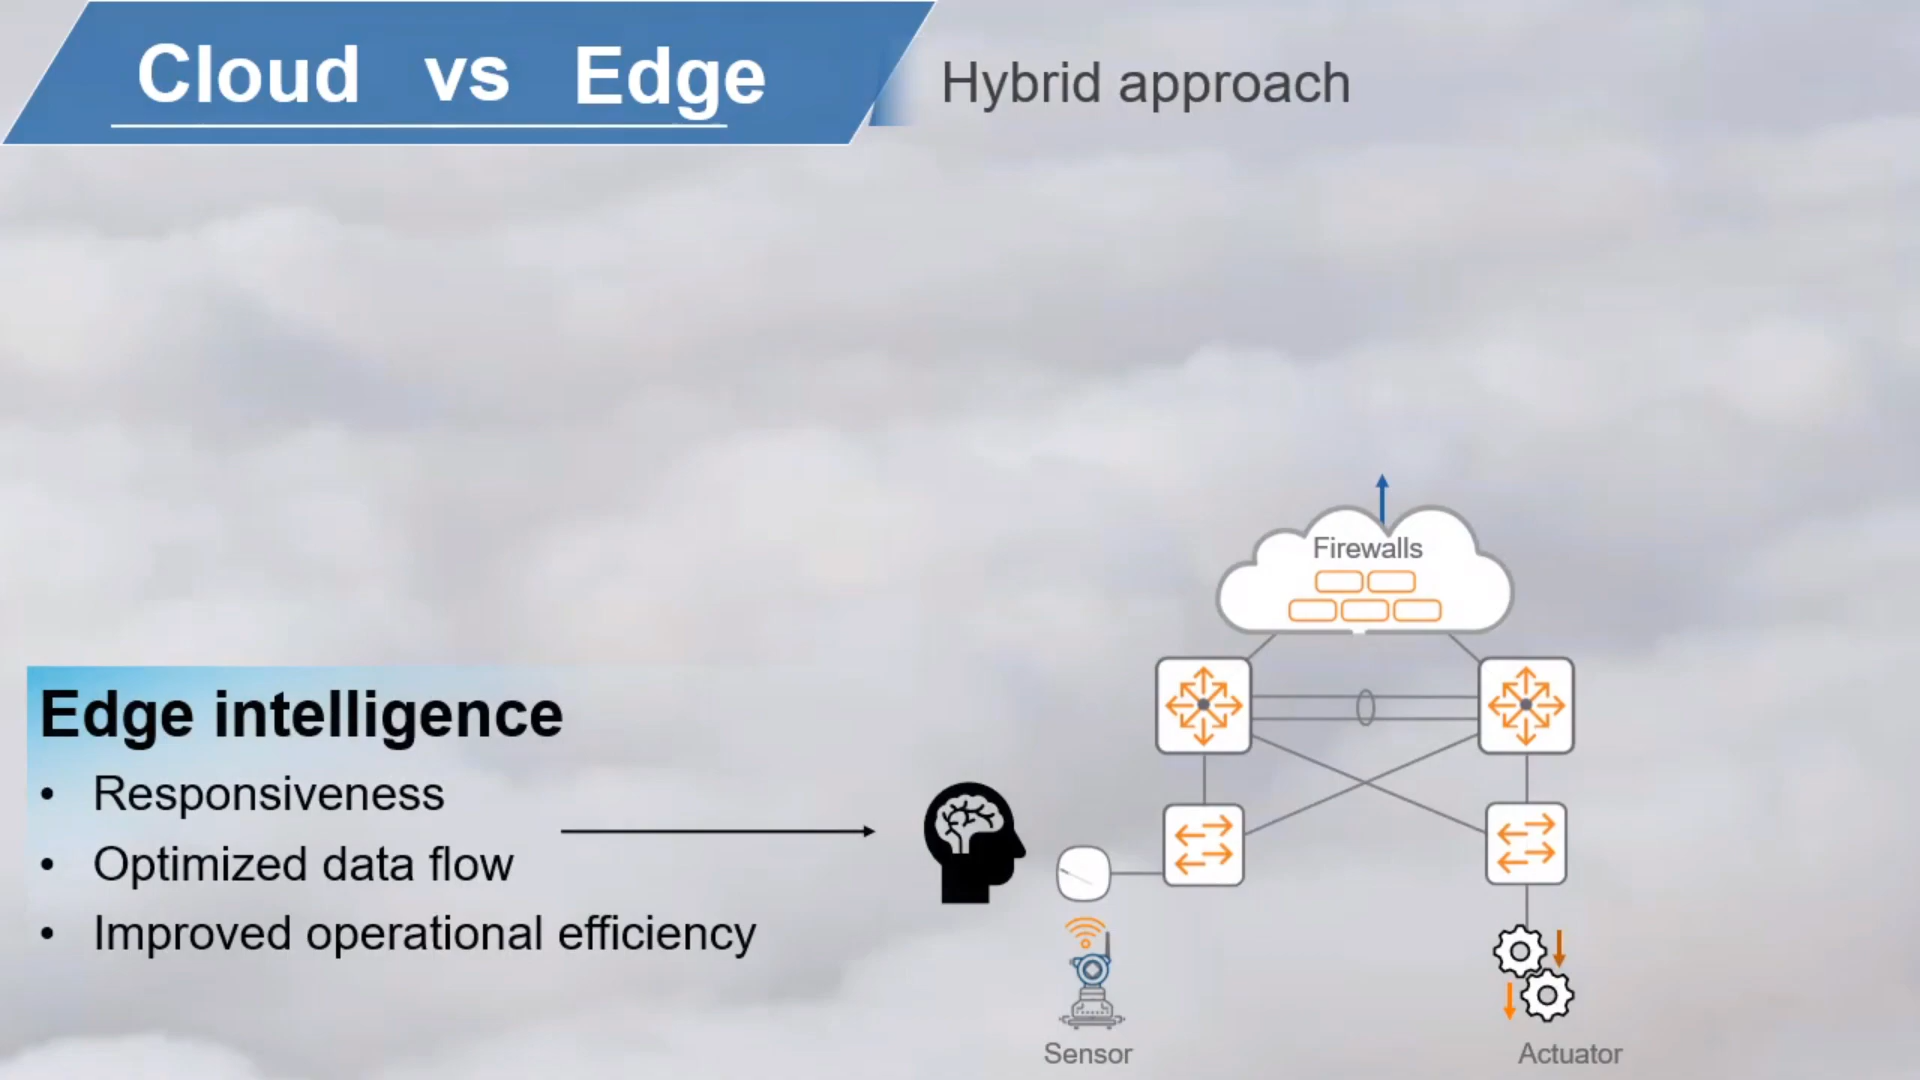 Cloud vs Edge
Hybrid approach
Firewalls
Edge intelligence
• Responsiveness
• Optimized data flow
• Improved operational efficiency
Sensor
Actuator